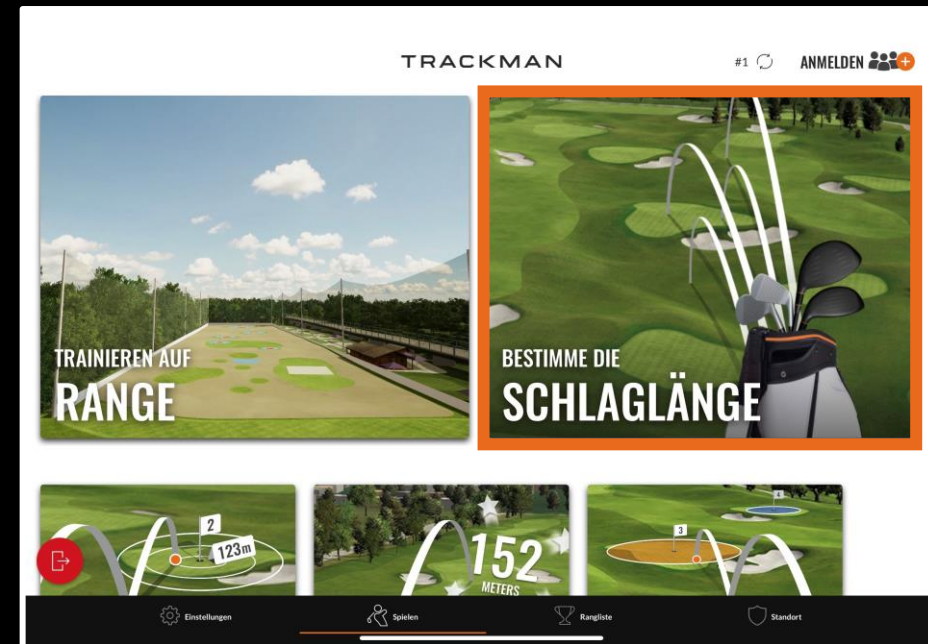 TRACKMAN
#1
ANMELDEN
TRAINIEREN AUF
RANGE
BESTIMME DIE
SCHLAGLÄNGE
2
123m
152
METERS
3
4
Einstellungen
Spielen
Rangliste
Standort